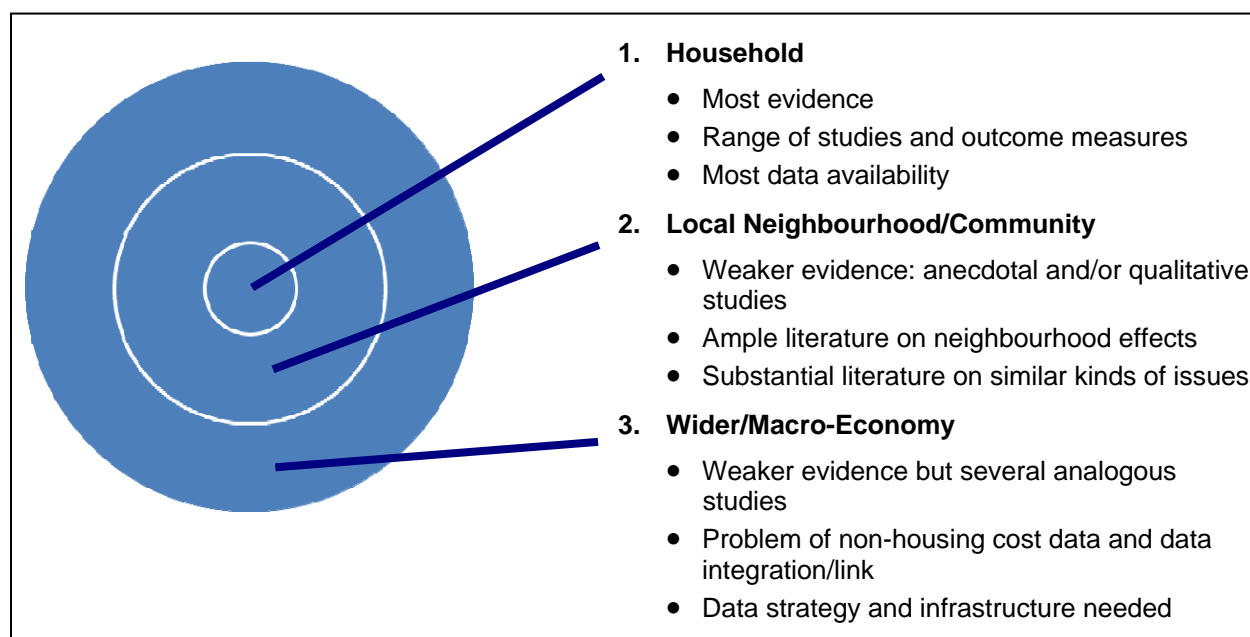 1. Household
• Most evidence
• Range of studies and outcome measures
• Most data availability
2. Local Neighbourhood/Community
• Weaker evidence: anecdotal and/or qualitative
studies
• Ample literature on neighbourhood effects
• Substantial literature on similar kinds of issues
3. Wider/Macro-Economy
• Weaker evidence but several analogous
studies
• Problem of non-housing cost data and data
integration/link
• Data strategy and infrastructure needed